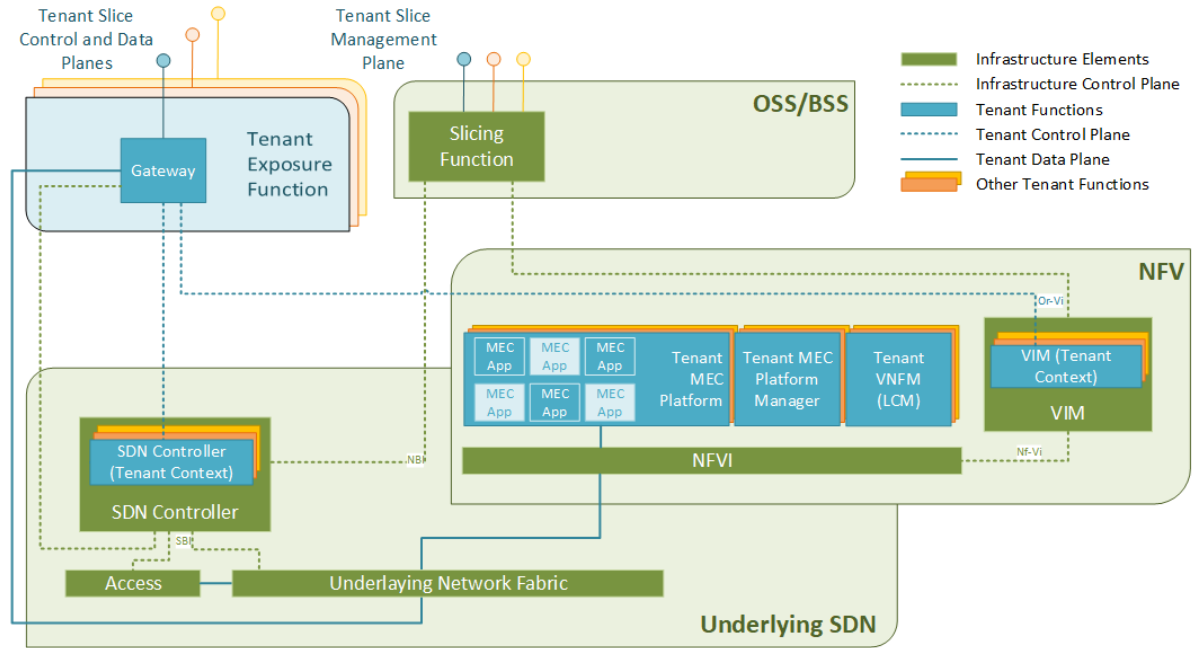 Tenant Slice
Control and Data
Planes
Tenant Slice
Management
Plane
Infrastructure Elements
Infrastructure Control Plane
Tenant Functions
Tenant Control Plane
Tenant Data Plane
Other Tenant Functions
OSS/BSS
Slicing
Function
Tenant
Exposure
Function
Gateway
NFV
Or-Vi
MEC
App
MEC
App
MEC
App
MEC
App
MEC
App
MEC
App
Tenant
MEC
Platform
Tenant MEC
Platform
Manager
Tenant
VNFM
(LCM)
VIM (Tenant
Context)
VIM
NFVI
Nf-Vi
NBI
SDN Controller
(Tenant Context)
SDN Controller
SBI
Access
Underlaying Network Fabric
Underlying SDN